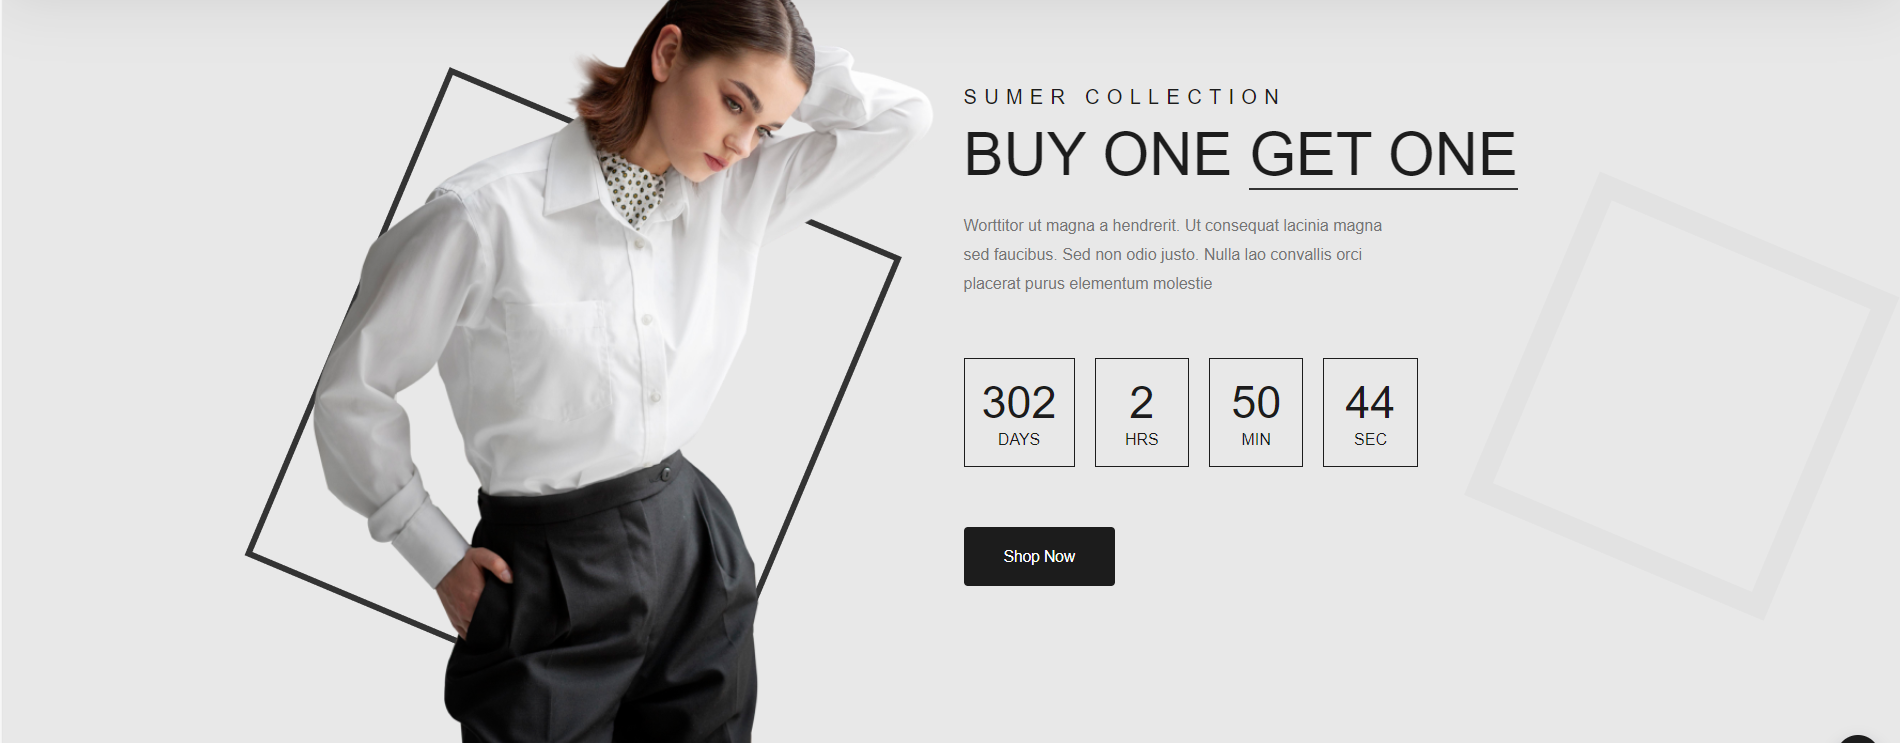 SUMER COLLECTION
BUY ONE GET ONE
Worttitor ut magna a hendrerit. Ut consequat lacinia magna
sed faucibus. Sed non odio justo. Nulla lao convallis orci
placerat purus elementum molestie
302 2 50 44
DAYS HRS MIN SEC
Shop Now